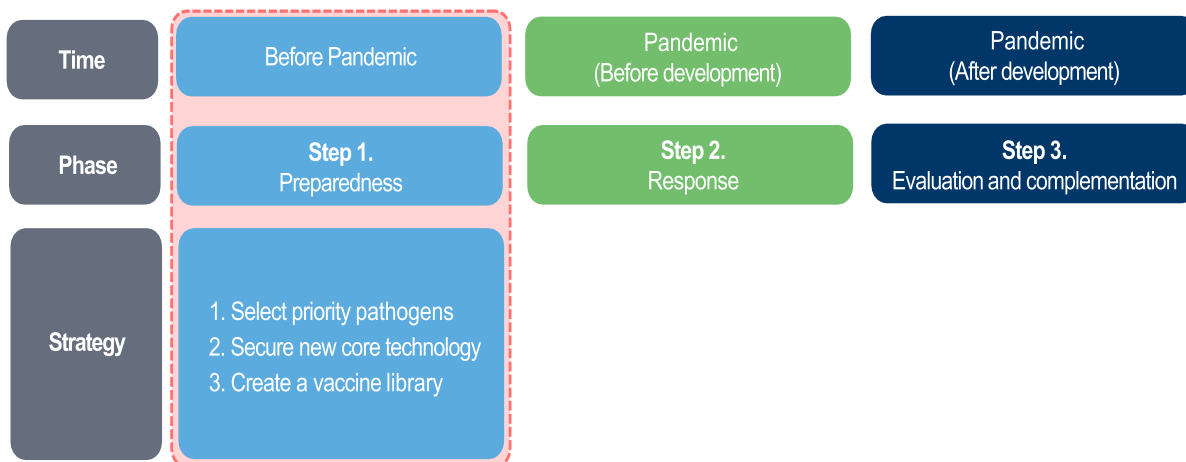 Time
Before Pandemic
Pandemic
(Before development)
Pandemic
(After development)
Phase
Step 1.
Preparedness
Step 2.
Response
Step 3.
Evaluation and complementation
Strategy
1. Select priority pathogens
2. Secure new core technology
3. Create a vaccine library